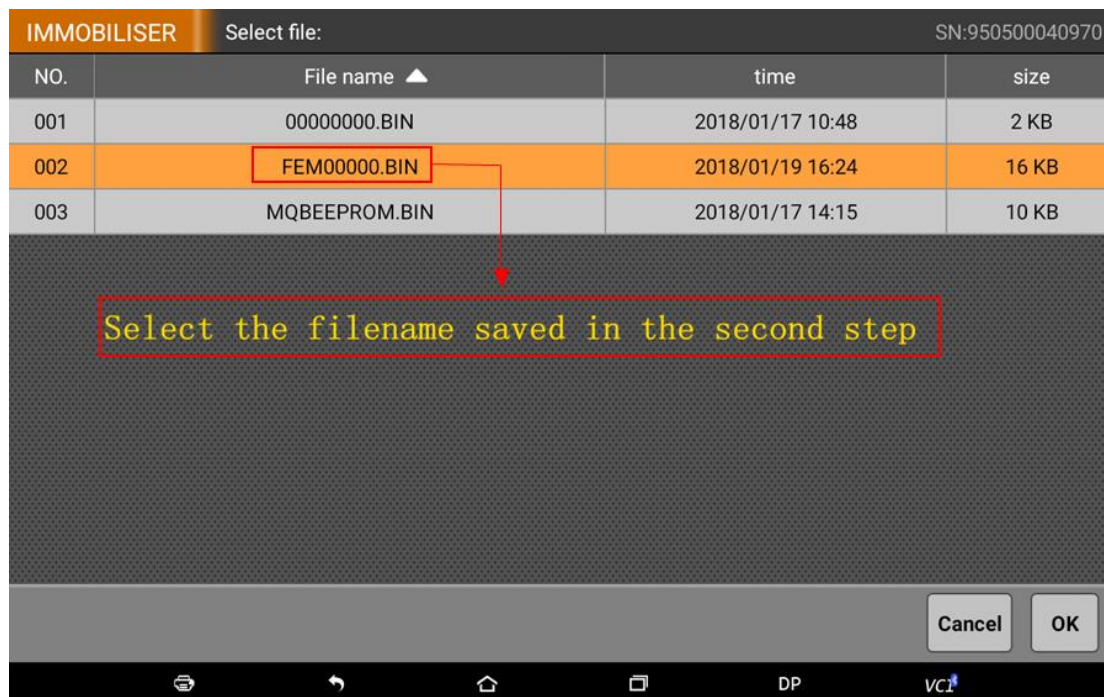 IMMOBILISER Select file: SN:950500040970
NO. File name time size
001 00000000.BIN 2018/01/17 10:48 2 KB
002 FEM00000.BIN 2018/01/19 16:24 16 KB
003 MQBEEPROM.BIN 2018/01/17 14:15 10 KB
Select the filename saved in the second step
Cancel OK
DP VCI